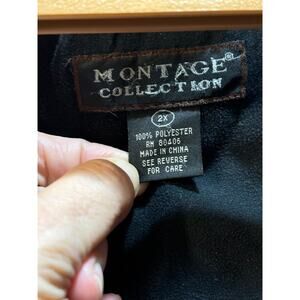 MONTAGE®
COLLECTION
2X
100% POLYESTER
RN 80406
MADE IN CHINA
SEE REVERSE
FOR CARE